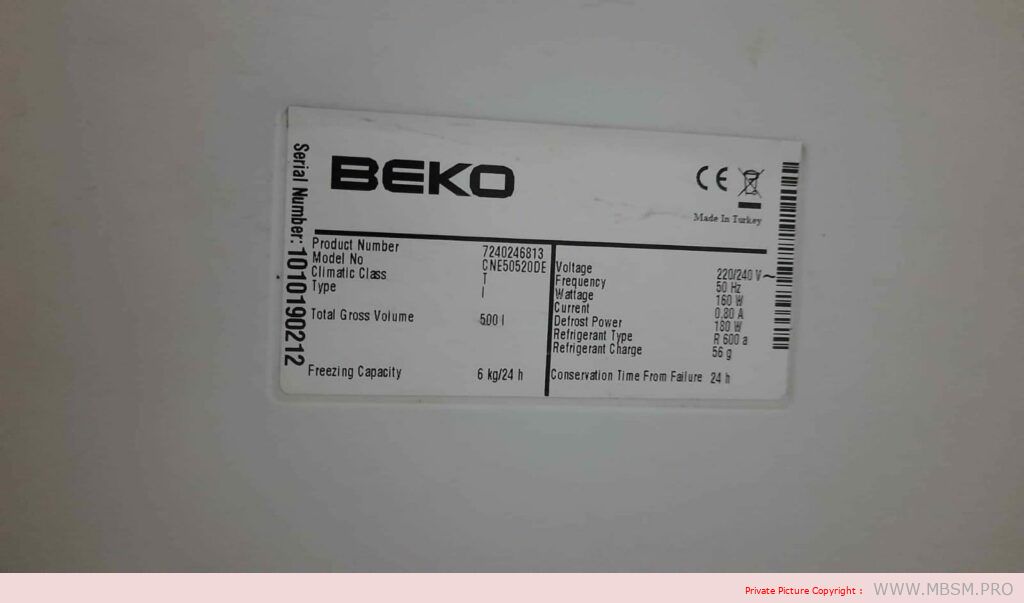 BEKO
CE
Made In Turkey
Serial Number: 1010190212
Product Number 7240246813
Model No CNE50520DE
Climatic Class T
Type I
Total Gross Volume 500 l
Freezing Capacity 6 kg/24 h
Voltage 220/240 V~
Frequency 50 Hz
Wattage 160 W
Current 0.80 A
Defrost Power 180 W
Refrigerant Type R 600 a
Refrigerant Charge 56 g
Conservation Time From Failure 24 h
Private Picture Copyright : WWW.MBSM.PRO